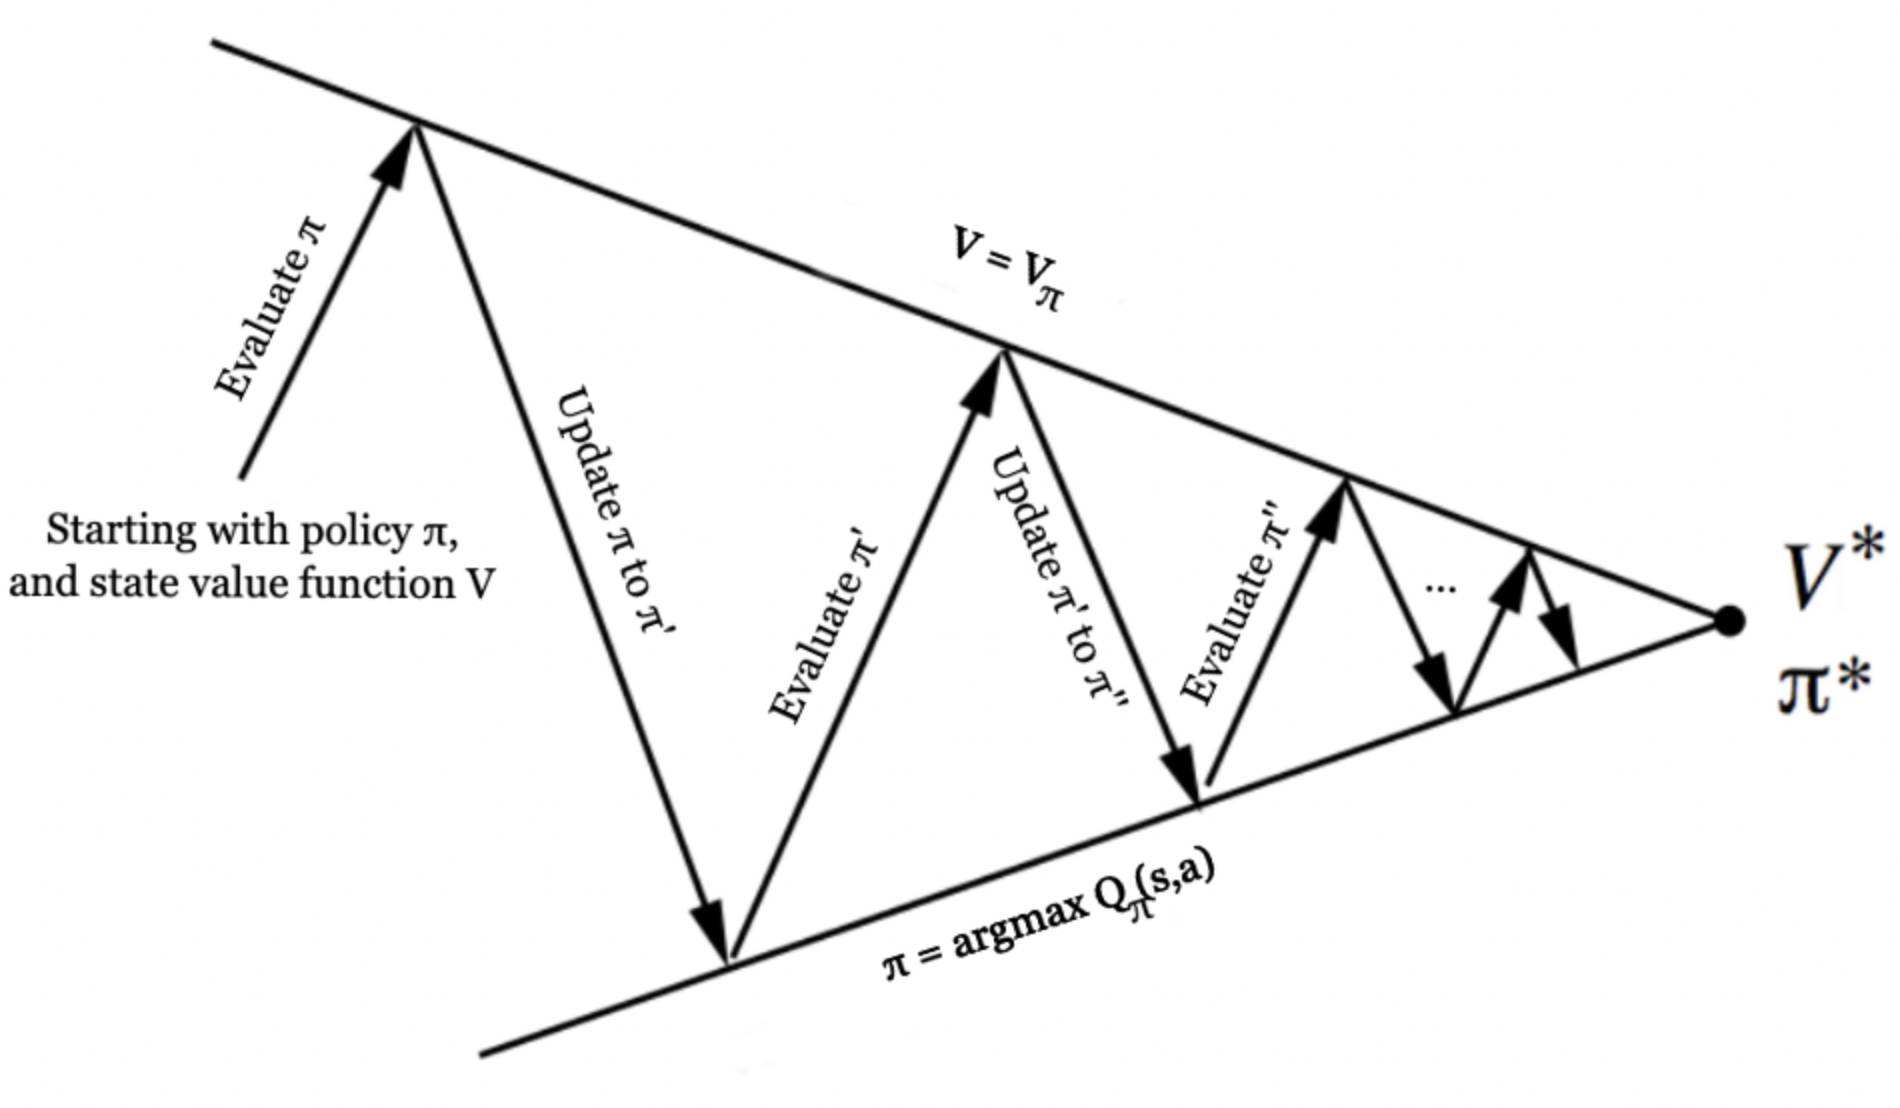 Evaluate π
Starting with policy π,
and state value function V
Update π to π'
V = Vπ
Evaluate π'
Update π' to π''
Evaluate π''
...
π = argmax Qπ(s,a)
V*
π*